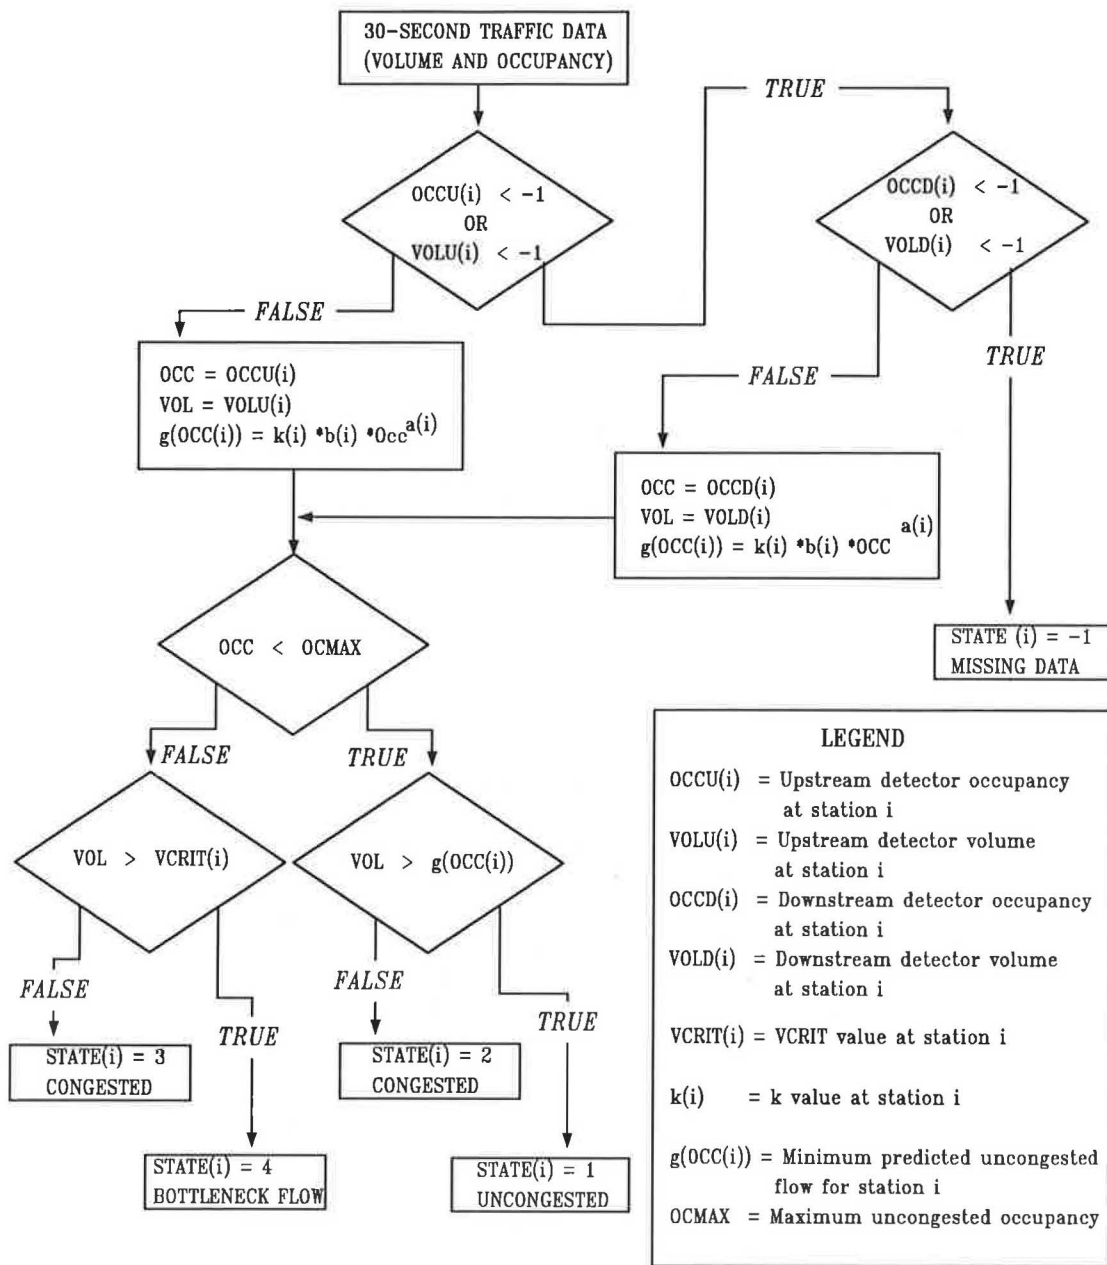 30-SECOND TRAFFIC DATA
(VOLUME AND OCCUPANCY)
TRUE
OCCU(i) < -1
OR
VOLU(i) < -1
OCCD(i) < -1
OR
VOLD(i) < -1
FALSE
TRUE
OCC = OCCU(i)
VOL = VOLU(i)
g(OCC(i)) = k(i) *b(i) *Occ^a(i)
FALSE
OCC = OCCD(i)
VOL = VOLD(i)
g(OCC(i)) = k(i) *b(i) *OCC^a(i)
OCC < OCMAX
STATE (i) = -1
MISSING DATA
FALSE
TRUE
VOL > VCRIT(i)
VOL > g(OCC(i))
FALSE
TRUE
FALSE
TRUE
STATE(i) = 3
CONGESTED
STATE(i) = 2
CONGESTED
STATE(i) = 4
BOTTLENECK FLOW
STATE(i) = 1
UNCONGESTED
LEGEND
OCCU(i) = Upstream detector occupancy
at station i
VOLU(i) = Upstream detector volume
at station i
OCCD(i) = Downstream detector occupancy
at station i
VOLD(i) = Downstream detector volume
at station i
VCRIT(i) = VCRIT value at station i
k(i) = k value at station i
g(OCC(i)) = Minimum predicted uncongested
flow for station i
OCMAX = Maximum uncongested occupancy